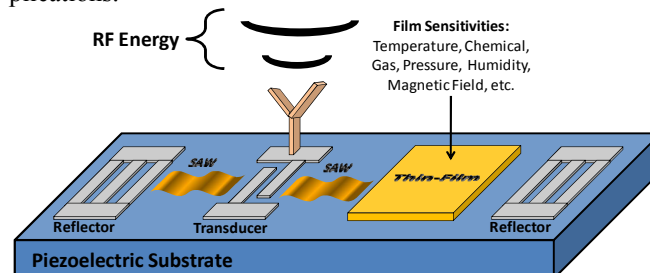 plications.
RF Energy
Film Sensitivities:
Temperature, Chemical,
Gas, Pressure, Humidity,
Magnetic Field, etc.
SAW
SAW
Thin-Film
Reflector
Transducer
Reflector
Piezoelectric Substrate